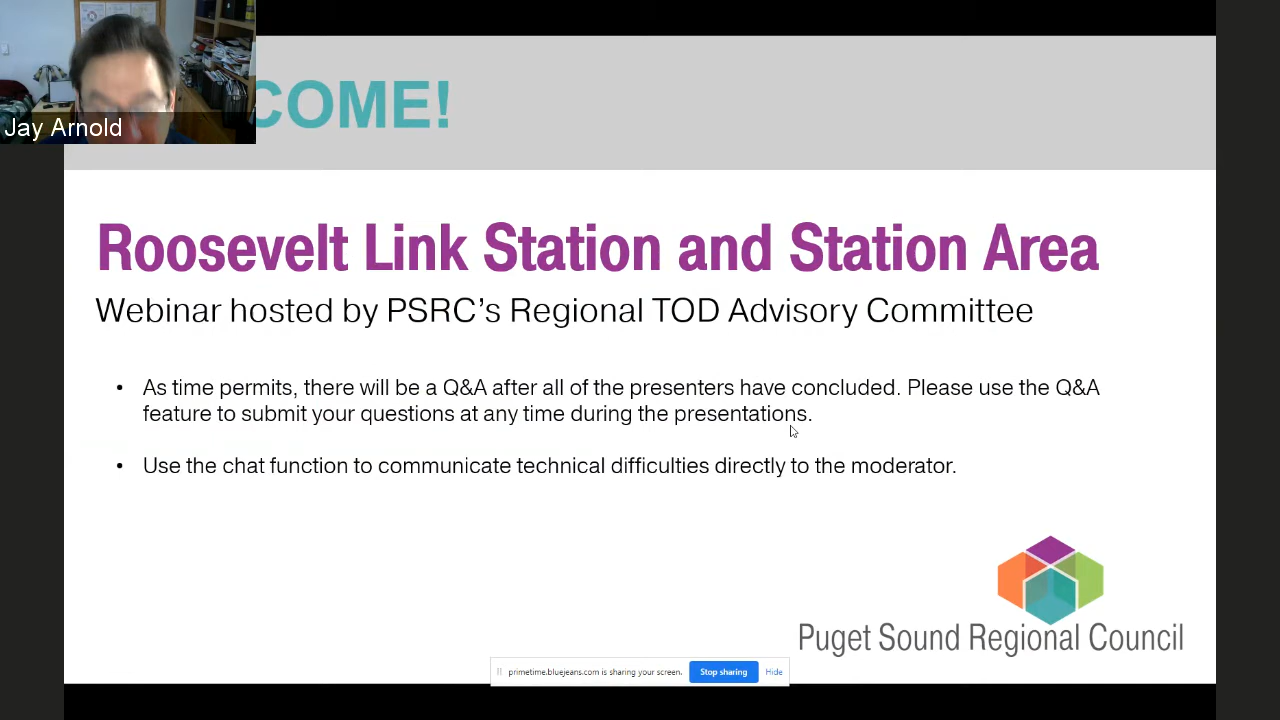 COME!
Jay Arnold
Roosevelt Link Station and Station Area
Webinar hosted by PSRC’s Regional TOD Advisory Committee
• As time permits, there will be a Q&A after all of the presenters have concluded. Please use the Q&A
feature to submit your questions at any time during the presentations.
• Use the chat function to communicate technical difficulties directly to the moderator.
Puget Sound Regional Council
primetime.bluejeans.com is sharing your screen. Stop sharing Hide